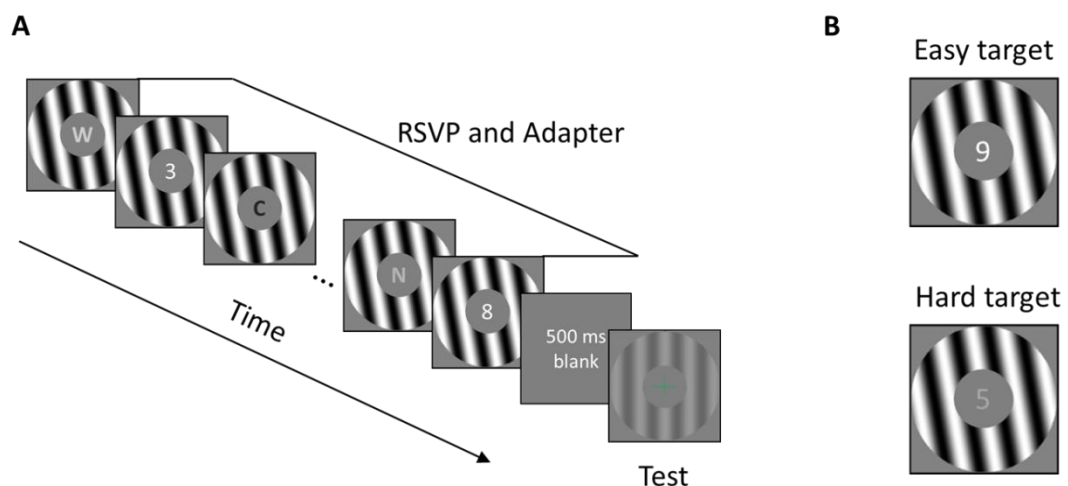 A
W
3
C
...
N
8
500 ms
blank
RSVP and Adapter
Time
Test
B
Easy target
9
Hard target
5